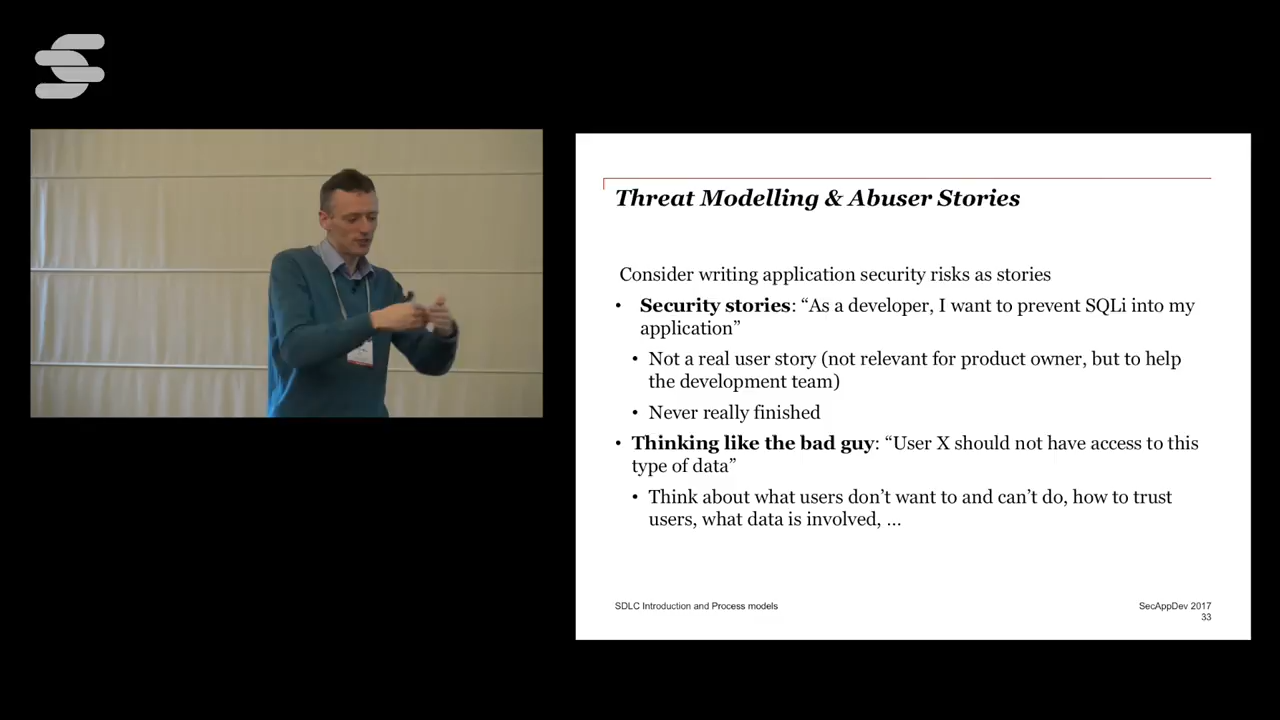 Threat Modelling & Abuser Stories
Consider writing application security risks as stories
• Security stories: “As a developer, I want to prevent SQLi into my
application”
• Not a real user story (not relevant for product owner, but to help
the development team)
• Never really finished
• Thinking like the bad guy: “User X should not have access to this
type of data”
• Think about what users don’t want to and can’t do, how to trust
users, what data is involved, …
SDLC Introduction and Process models
SecAppDev 2017
33